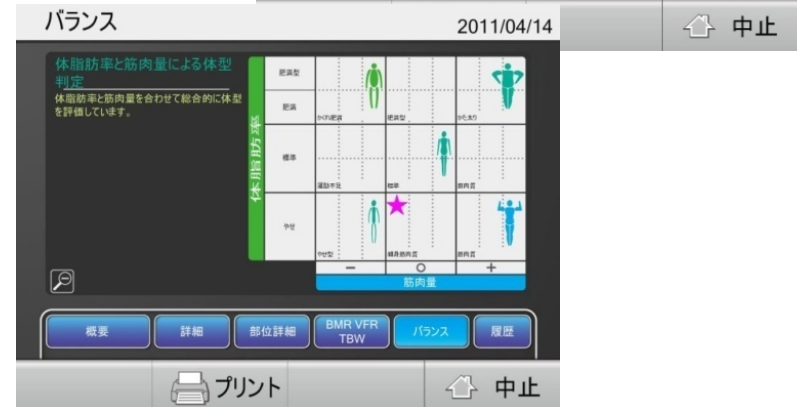 バランス
2011/04/14
中止
体脂肪率と筋肉量による体型
判定
体脂肪率と筋肉量を合わせて総合的に体型
を評価しています。
体脂肪率
肥満型
肥満
標準
やせ
かくれ肥満
肥満型
かた太り
運動不足
標準
筋肉質
やせ型
細身筋肉質
筋肉質
− ○ +
筋肉量
概要
詳細
部位詳細
BMR VFR
TBW
バランス
履歴
プリント
中止